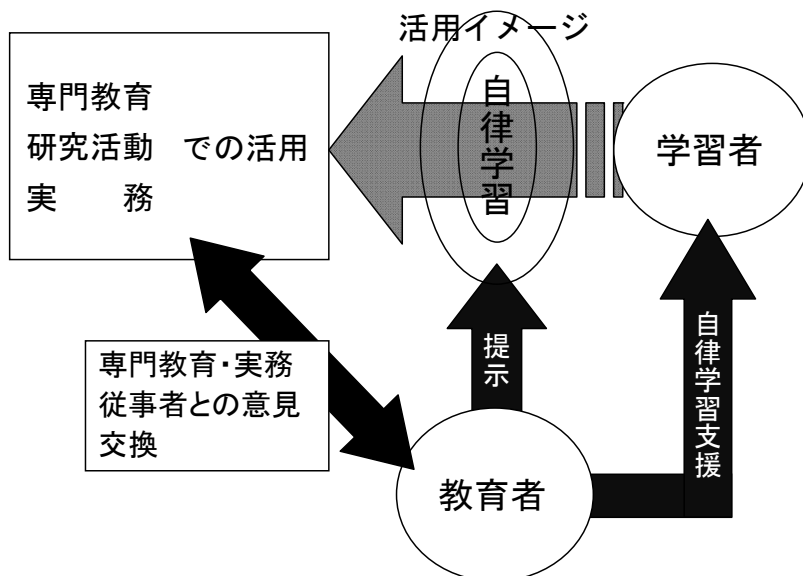 活用イメージ
専門教育
研究活動 での活用
実　　務
自律学習
学習者
提示
自律学習支援
専門教育・実務
従事者との意見
交換
教育者